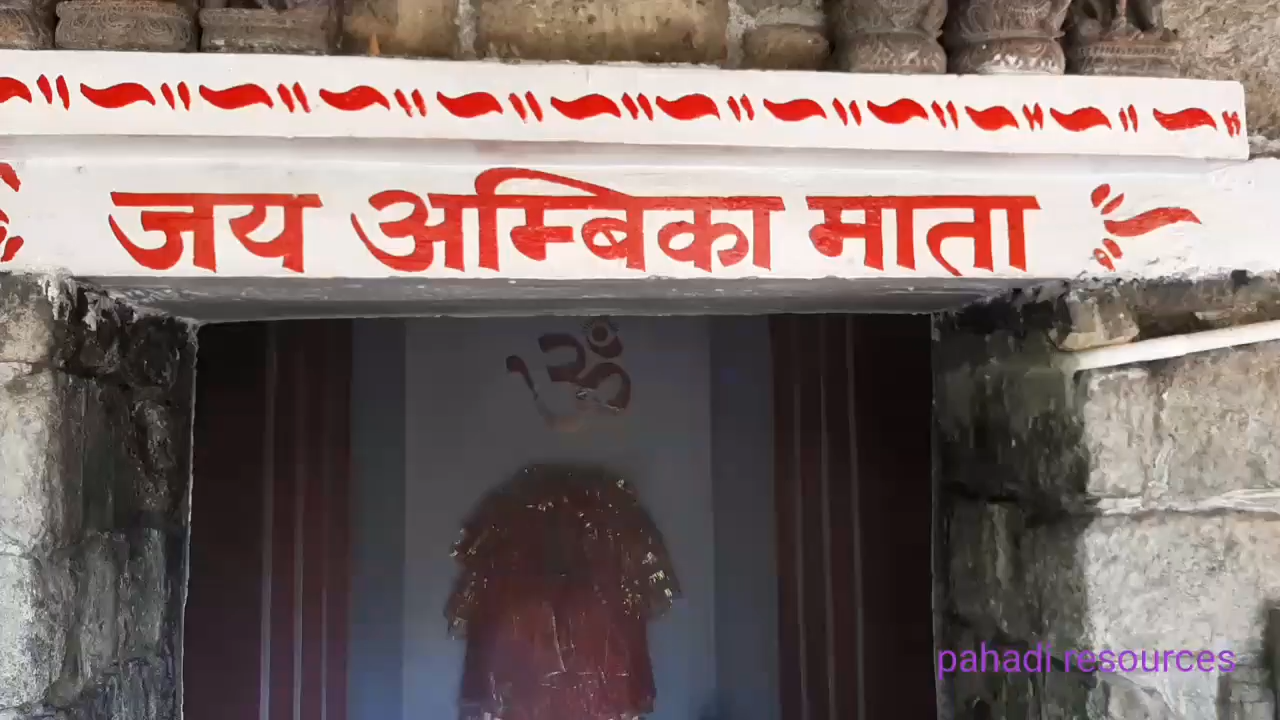 जय अम्बिका माता
ॐ
pahadi resources